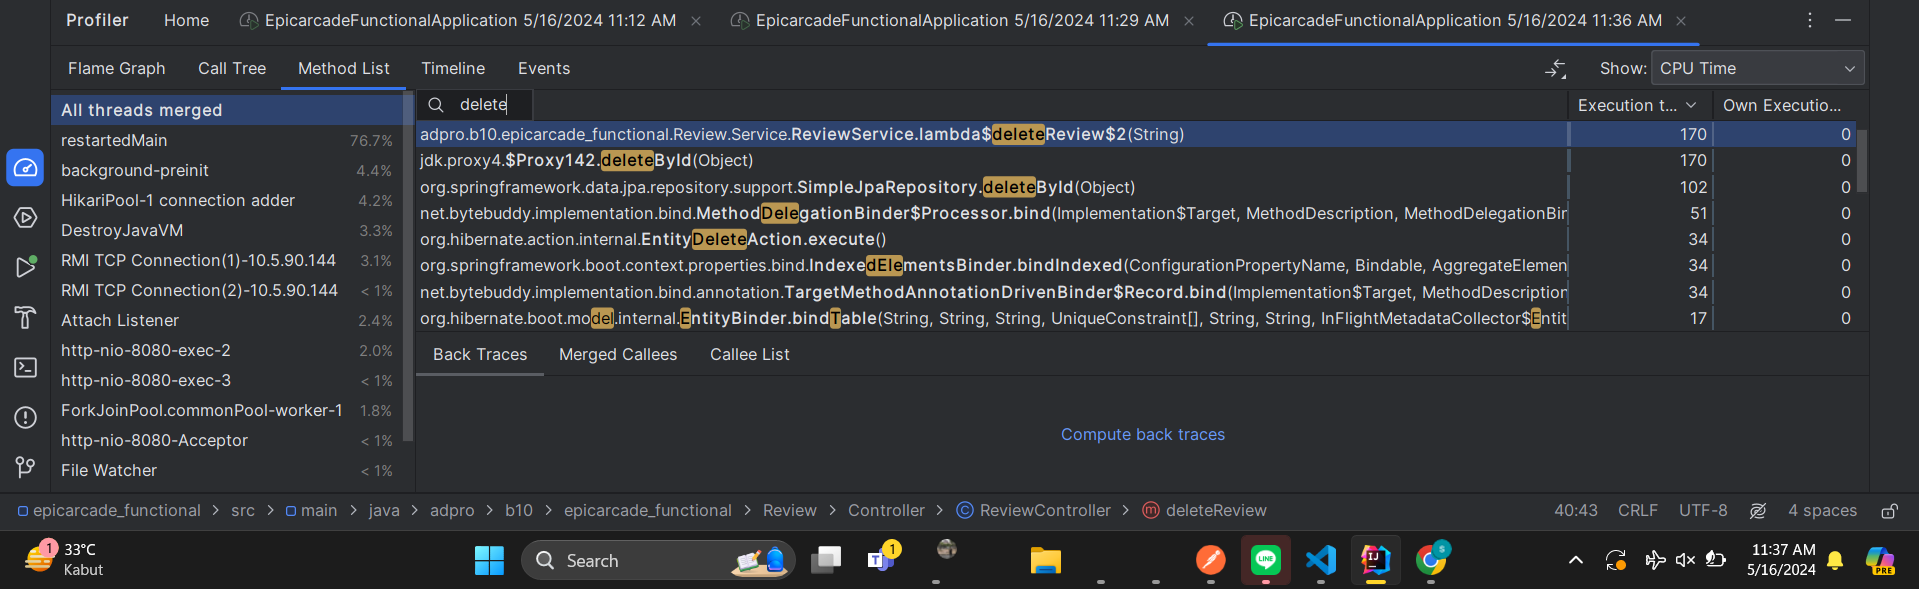 Profiler Home EpicarcadeFunctionalApplication 5/16/2024 11:12 AM EpicarcadeFunctionalApplication 5/16/2024 11:29 AM EpicarcadeFunctionalApplication 5/16/2024 11:36 AM
Flame Graph Call Tree Method List Timeline Events Show: CPU Time
All threads merged
restartedMain 76.7%
background-preinit 4.4%
HikariPool-1 connection adder 4.2%
DestroyJavaVM 3.3%
RMI TCP Connection(1)-10.5.90.144 3.1%
RMI TCP Connection(2)-10.5.90.144 < 1%
Attach Listener 2.4%
http-nio-8080-exec-2 2.0%
http-nio-8080-exec-3 < 1%
ForkJoinPool.commonPool-worker-1 1.8%
http-nio-8080-Acceptor < 1%
File Watcher < 1%
delete Execution t... Own Executio...
adpro.b10.epicarcade_functional.Review.Service.ReviewService.lambda$deleteReview$2(String) 170 0
jdk.proxy4.$Proxy142.deleteById(Object) 170 0
org.springframework.data.jpa.repository.support.SimpleJpaRepository.deleteById(Object) 102 0
net.bytebuddy.implementation.bind.MethodDelegationBinder$Processor.bind(Implementation$Target, MethodDescription, MethodDelegationBin 51 0
org.hibernate.action.internal.EntityDeleteAction.execute() 34 0
org.springframework.boot.context.properties.bind.IndexedElementsBinder.bindIndexed(ConfigurationPropertyName, Bindable, AggregateElemen 34 0
net.bytebuddy.implementation.bind.annotation.TargetMethodAnnotationDrivenBinder$Record.bind(Implementation$Target, MethodDescription 34 0
org.hibernate.boot.model.internal.EntityBinder.bindTable(String, String, String, UniqueConstraint[], String, String, InFlightMetadataCollector$Entit 17 0
Back Traces Merged Callees Callee List
Compute back traces
epicarcade_functional > src > main > java > adpro > b10 > epicarcade_functional > Review > Controller > ReviewController > deleteReview 40:43 CRLF UTF-8 4 spaces
1 33°C
Kabut
Search
1
11:37 AM
5/16/2024
PRE